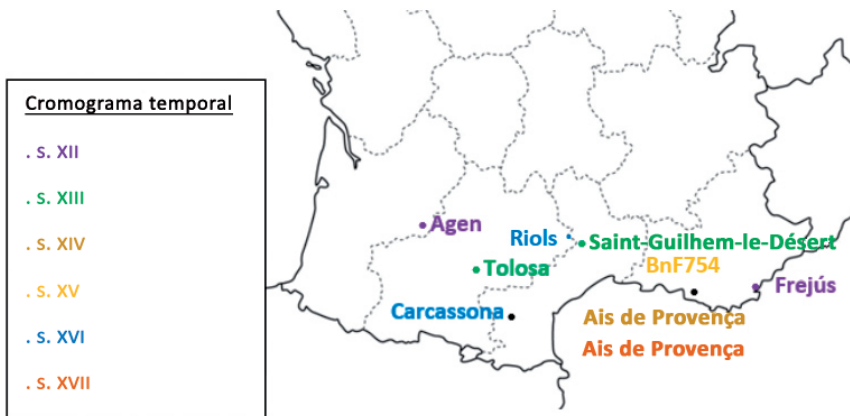 Cromograma temporal
. s. XII
. s. XIII
. s. XIV
. s. XV
. s. XVI
. s. XVII
Agen
Riols
Saint-Guilhem-le-Désert
BnF754
Tolosa
Frejús
Carcassona
Ais de Provença
Ais de Provença